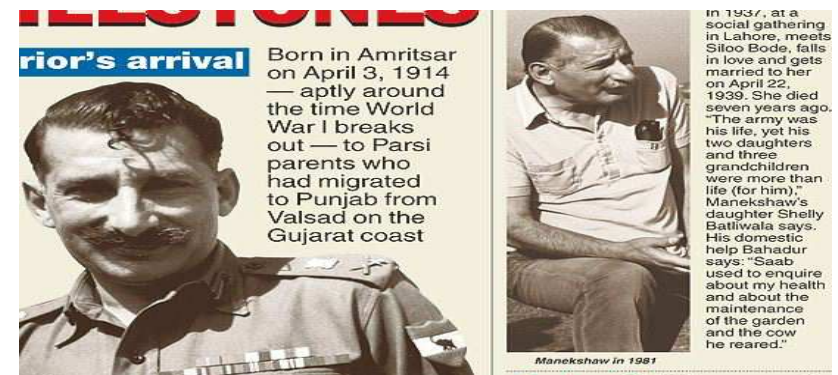 MILESTONES
rior's arrival
Born in Amritsar
on April 3, 1914
— aptly around
the time World
War I breaks
out — to Parsi
parents who
had migrated
to Punjab from
Valsad on the
Gujarat coast
In 1937, at a
social gathering
in Lahore, meets
Siloo Bode, falls
in love and gets
married to her
on April 22,
1939. She died
seven years ago.
"The army was
his life, yet his
two daughters
and three
grandchildren
were more than
life (for him),"
Manekshaw's
daughter Shelly
Batliwala says.
His domestic
help Bahadur
says: "Saab
used to enquire
about my health
and about the
maintenance
of the garden
and the cow
he reared."
Manekshaw in 1981